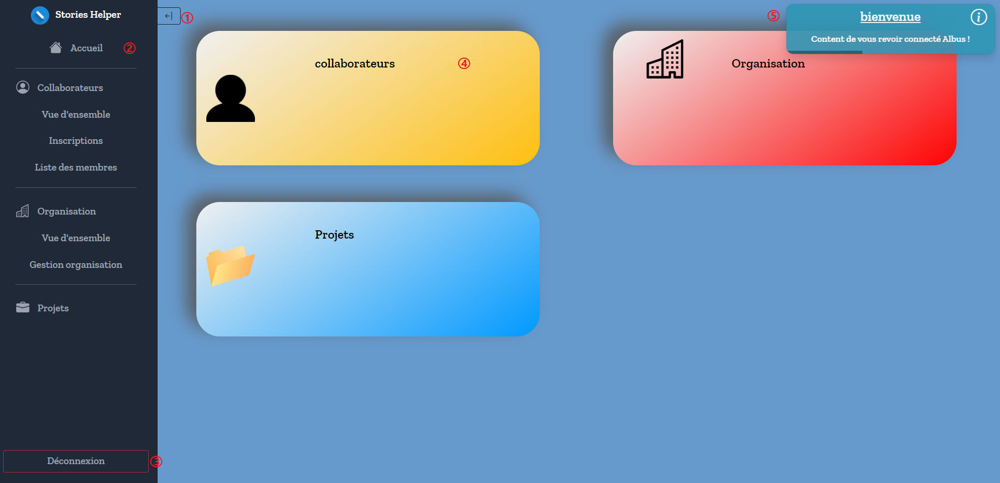 Stories Helper
Accueil ②
Collaborateurs
Vue d'ensemble
Inscriptions
Liste des membres
Organisation
Vue d'ensemble
Gestion organisation
Projets
Déconnexion ③
①
collaborateurs ④
Organisation
Projets
⑤ bienvenue
Content de vous revoir connecté Albus !